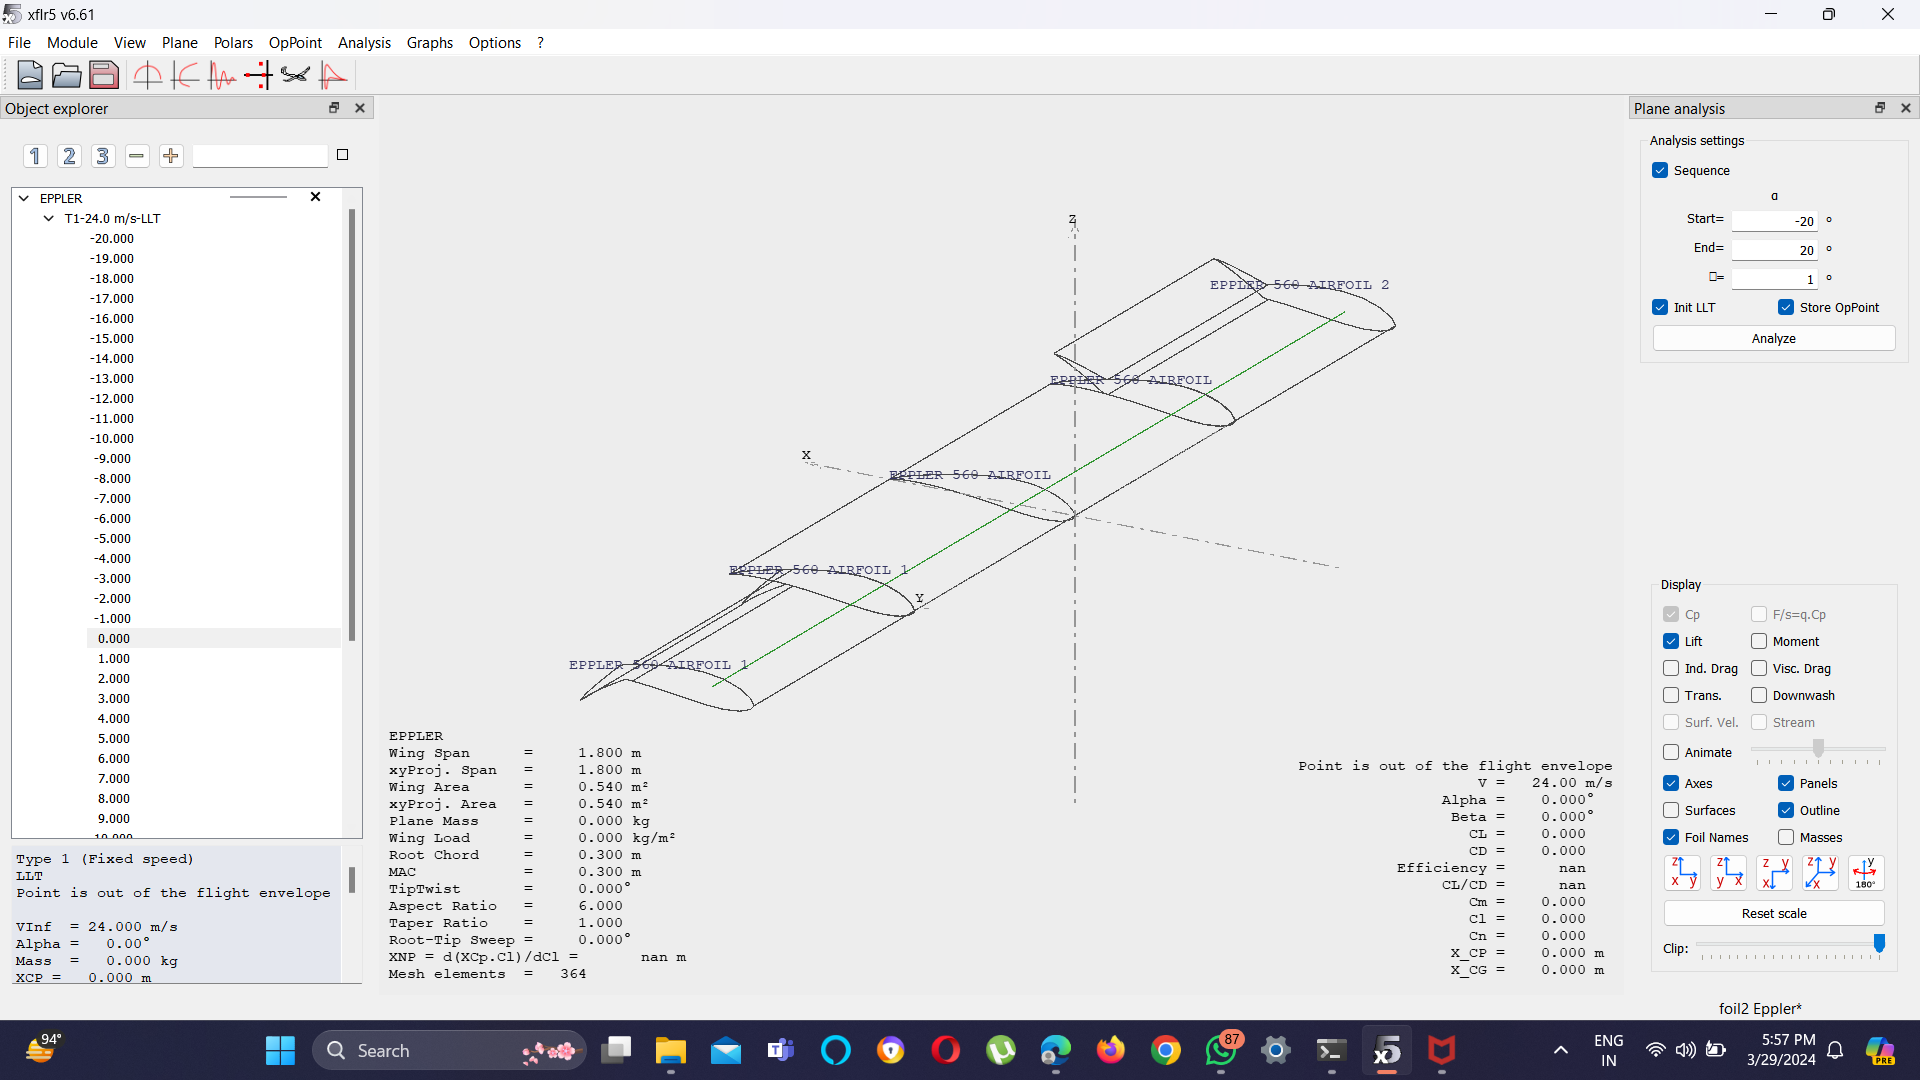 xflr5 v6.61
File Module View Plane Polars OpPoint Analysis Graphs Options ?
Object explorer
1 2 3
EPPLER
T1-24.0 m/s-LLT
-20.000
-19.000
-18.000
-17.000
-16.000
-15.000
-14.000
-13.000
-12.000
-11.000
-10.000
-9.000
-8.000
-7.000
-6.000
-5.000
-4.000
-3.000
-2.000
-1.000
0.000
1.000
2.000
3.000
4.000
5.000
6.000
7.000
8.000
9.000
10.000
Type 1 (Fixed speed)
LLT
Point is out of the flight envelope
VInf = 24.000 m/s
Alpha = 0.00°
Mass = 0.000 kg
XCP = 0.000 m
Z
EPPLER 560 AIRFOIL 2
EPPLER 560 AIRFOIL
X
EPPLER 560 AIRFOIL
EPPLER 560 AIRFOIL 1
Y
EPPLER 560 AIRFOIL 1
EPPLER
Wing Span = 1.800 m
xyProj. Span = 1.800 m
Wing Area = 0.540 m²
xyProj. Area = 0.540 m²
Plane Mass = 0.000 kg
Wing Load = 0.000 kg/m²
Root Chord = 0.300 m
MAC = 0.300 m
TipTwist = 0.000°
Aspect Ratio = 6.000
Taper Ratio = 1.000
Root-Tip Sweep = 0.000°
XNP = d(XCp.Cl)/dCl = nan m
Mesh elements = 364
Point is out of the flight envelope
V = 24.00 m/s
Alpha = 0.000°
Beta = 0.000°
CL = 0.000
CD = 0.000
Efficiency = nan
CL/CD = nan
Cm = 0.000
Cl = 0.000
Cn = 0.000
X_CP = 0.000 m
X_CG = 0.000 m
Plane analysis
Analysis settings
Sequence
α
Start= -20 °
End= 20 °
□= 1 °
Init LLT Store OpPoint
Analyze
Display
Cp F/s=q.Cp
Lift Moment
Ind. Drag Visc. Drag
Trans. Downwash
Surf. Vel. Stream
Animate
Axes Panels
Surfaces Outline
Foil Names Masses
z x y z y x z y x z y x y 180°
Reset scale
Clip:
foil2 Eppler*
94°
Search
87
x5
PRE
ENG
IN
5:57 PM
3/29/2024